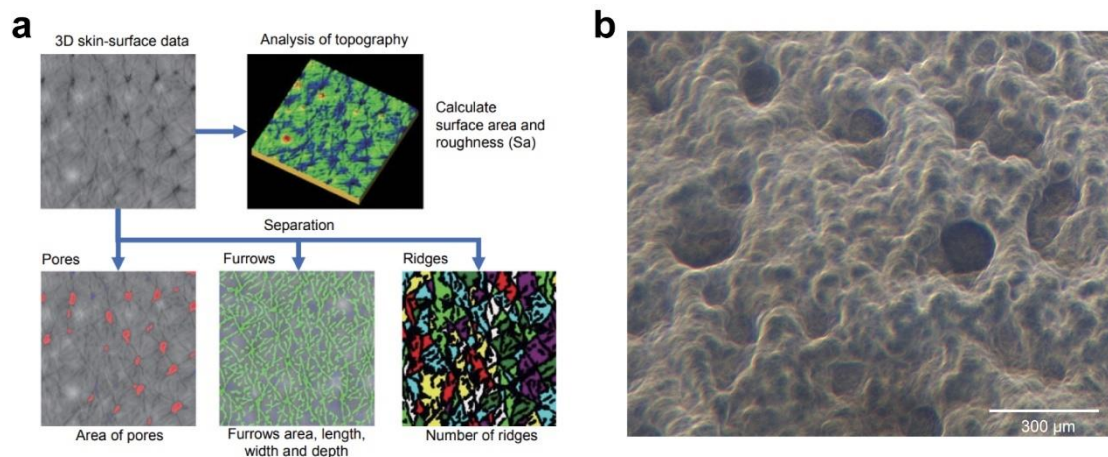 a
3D skin-surface data
Analysis of topography
Calculate
surface area and
roughness (Sa)
Separation
Pores
Furrows
Ridges
Area of pores
Furrows area, length,
width and depth
Number of ridges
b
300 µm